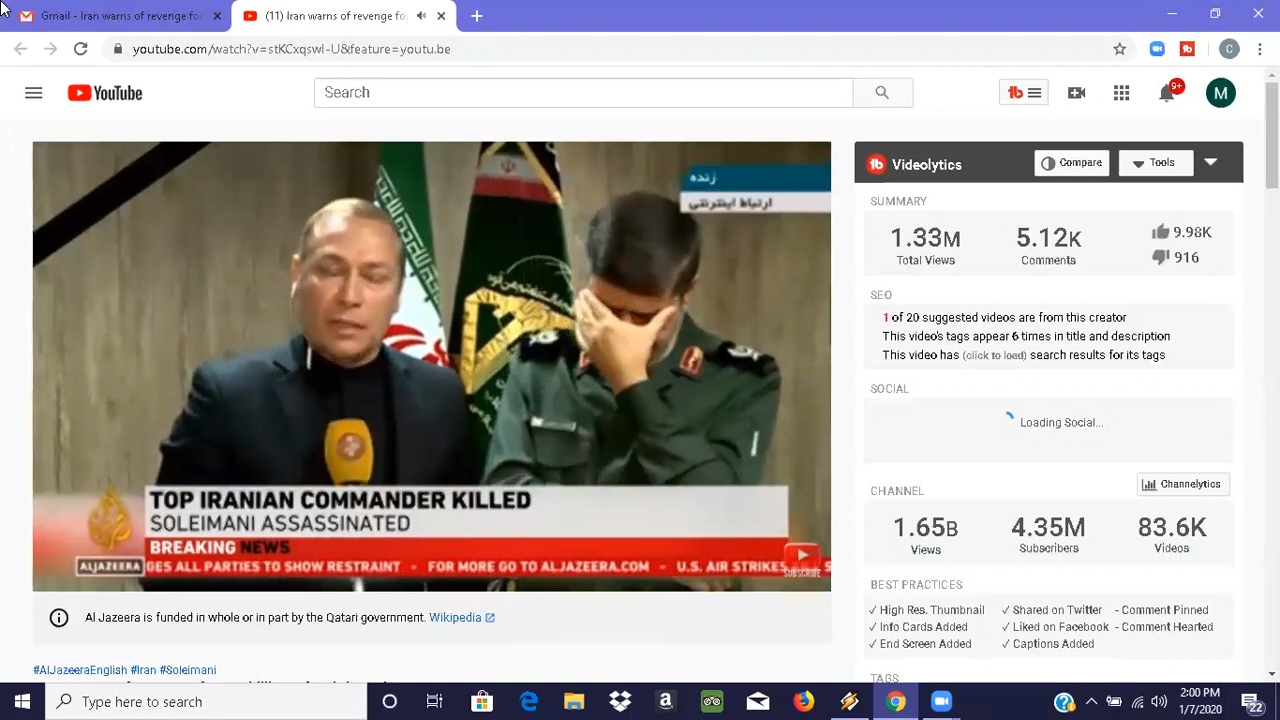 Gmail - Iran warns of revenge fo
(11) Iran warns of revenge fo
youtube.com/watch?v=stKCxqswl-U&feature=youtu.be
C
YouTube
Search
9+
M
زنده
ارتباط اینترنتی
TOP IRANIAN COMMANDER KILLED
SOLEIMANI ASSASSINATED
BREAKING NEWS
ALJAZEERA GES ALL PARTIES TO SHOW RESTRAINT - FOR MORE GO TO ALJAZEERA.COM - U.S. AIR STRIKES
SUBSCRIBE
Al Jazeera is funded in whole or in part by the Qatari government. Wikipedia
#AlJazeeraEnglish #Iran #Soleimani
Videolytics
Compare
Tools
SUMMARY
1.33M
5.12K
9.98K
Total Views
Comments
916
SEO
1 of 20 suggested videos are from this creator
This video's tags appear 6 times in title and description
This video has (click to load) search results for its tags
SOCIAL
Loading Social...
CHANNEL
Channelytics
1.65B
4.35M
83.6K
Views
Subscribers
Videos
BEST PRACTICES
✓ High Res. Thumbnail ✓ Shared on Twitter - Comment Pinned
✓ Info Cards Added ✓ Liked on Facebook - Comment Hearted
✓ End Screen Added ✓ Captions Added
TAGS
Type here to search
2:00 PM
1/7/2020
22